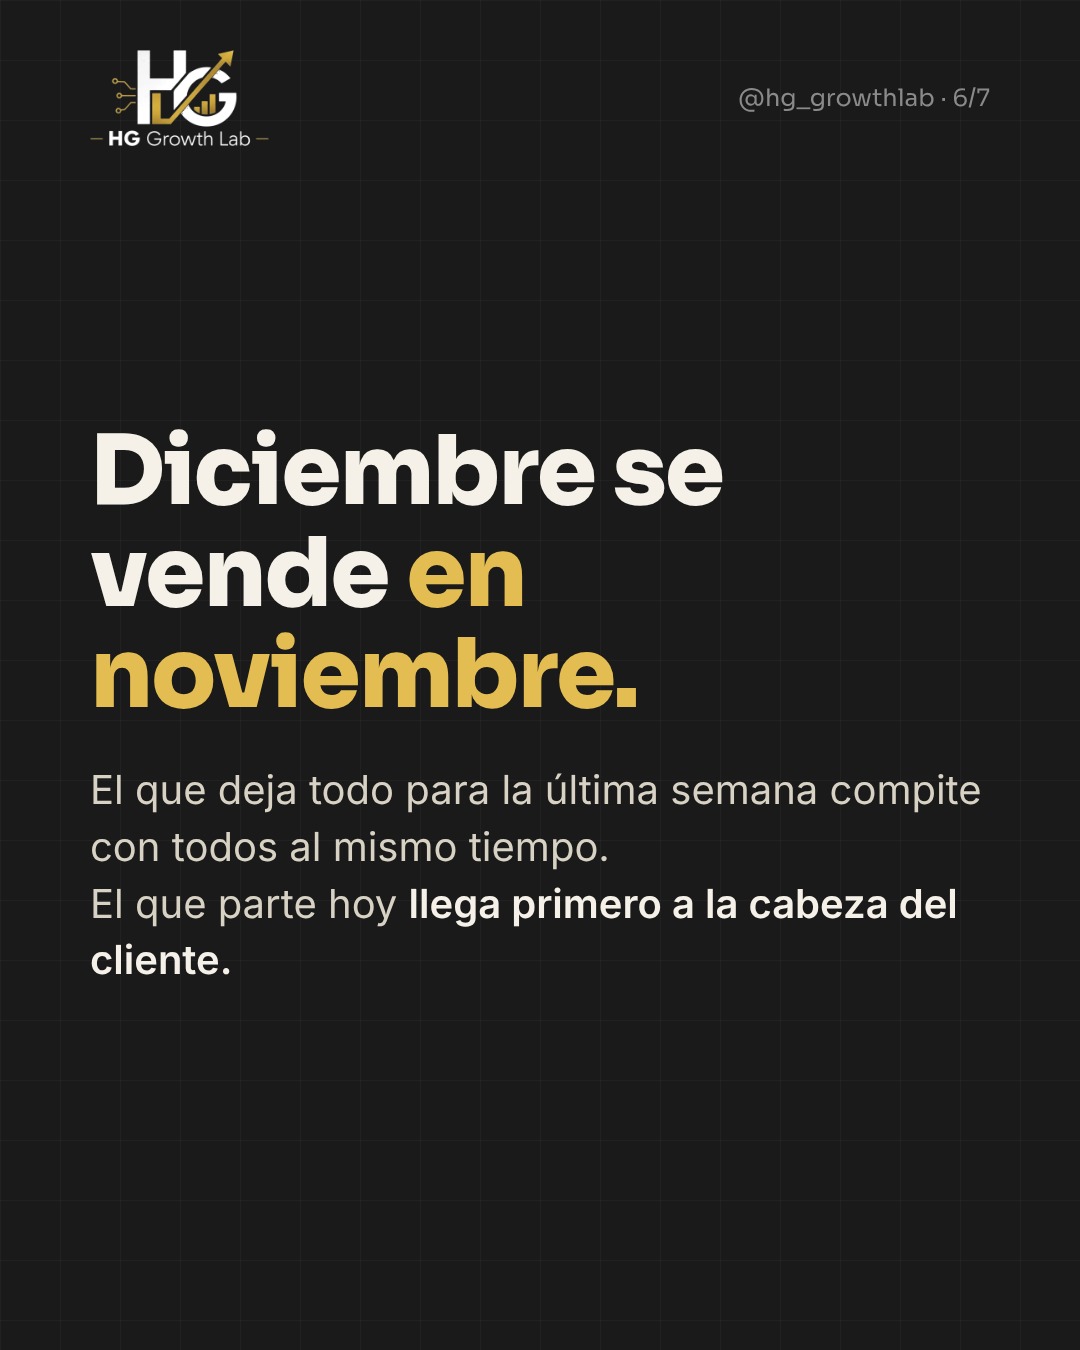 HG
HG Growth Lab
@hg_growthlab · 6/7
Diciembre se
vende en
noviembre.
El que deja todo para la última semana compite
con todos al mismo tiempo.
El que parte hoy llega primero a la cabeza del
cliente.